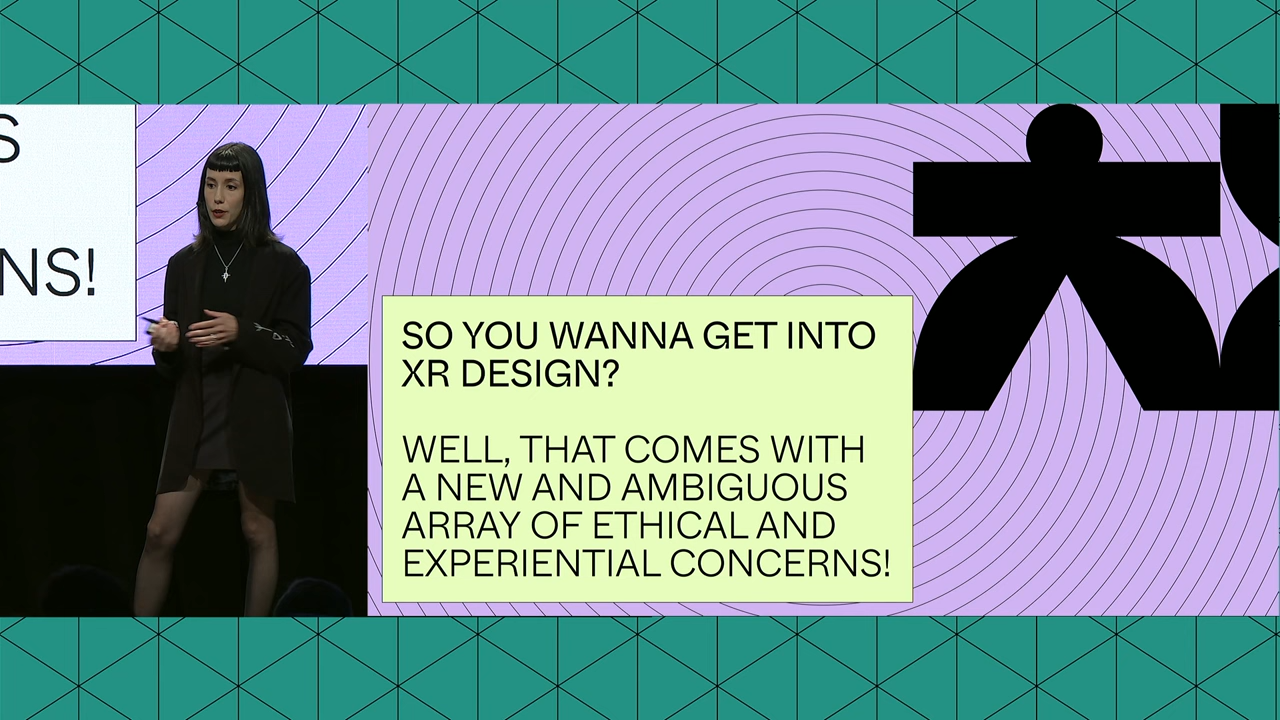 S
NS!
SO YOU WANNA GET INTO
XR DESIGN?
WELL, THAT COMES WITH
A NEW AND AMBIGUOUS
ARRAY OF ETHICAL AND
EXPERIENTIAL CONCERNS!